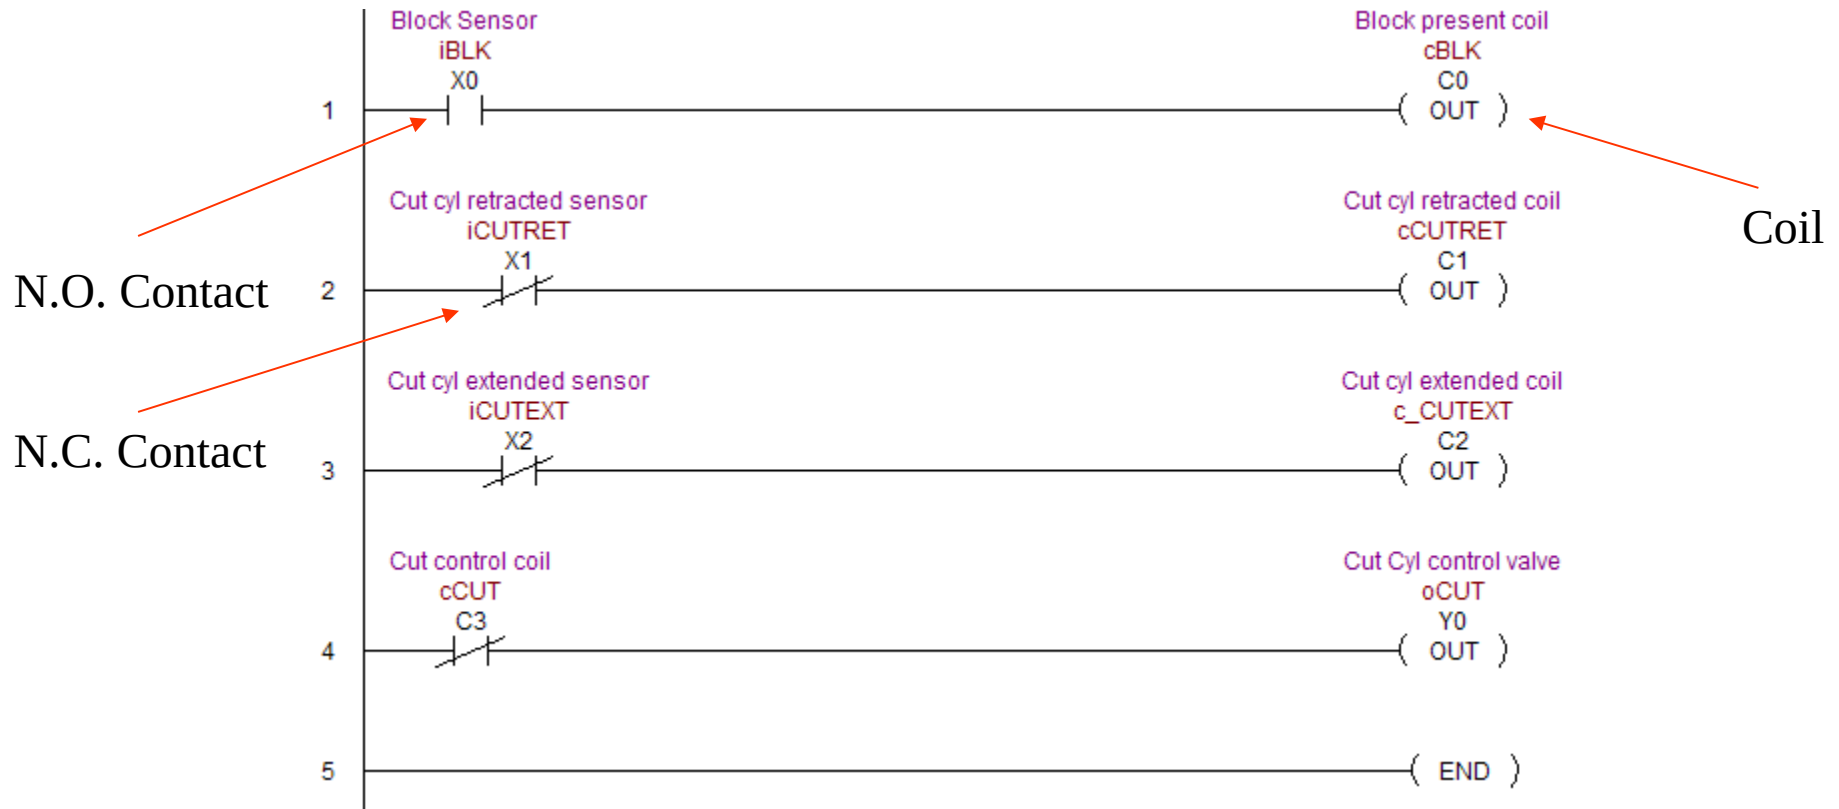 Block Sensor
iBLK
X0
Block present coil
cBLK
C0
1
OUT
Coil
Cut cyl retracted sensor
iCUTRET
X1
Cut cyl retracted coil
cCUTRET
C1
N.O. Contact
2
OUT
Cut cyl extended sensor
iCUTEXT
X2
Cut cyl extended coil
c_CUTEXT
C2
N.C. Contact
3
OUT
Cut control coil
cCUT
C3
Cut Cyl control valve
oCUT
Y0
4
OUT
5
END